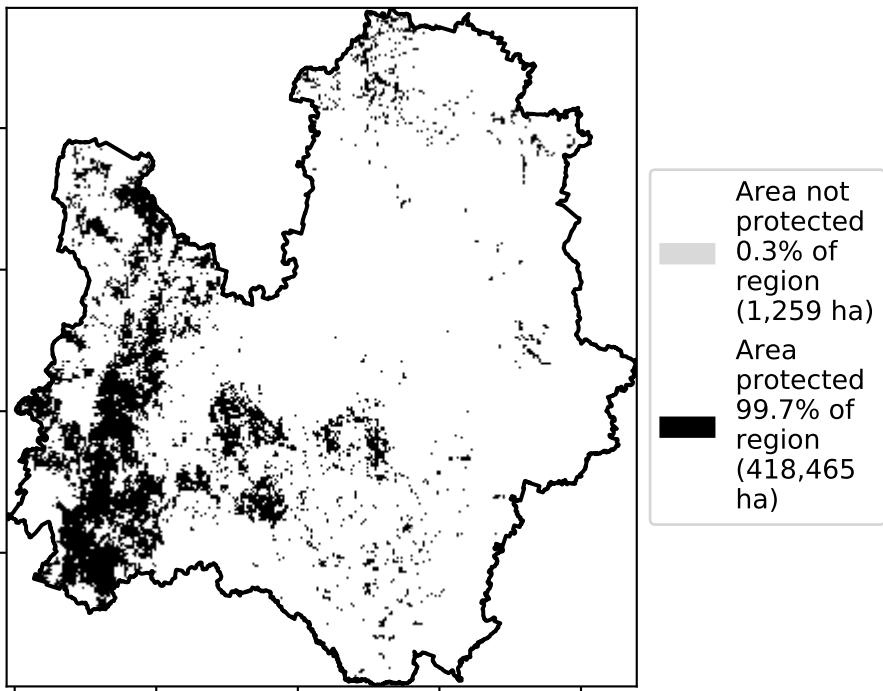 Area not
protected
0.3% of
region
(1,259 ha)
Area
protected
99.7% of
region
(418,465
ha)